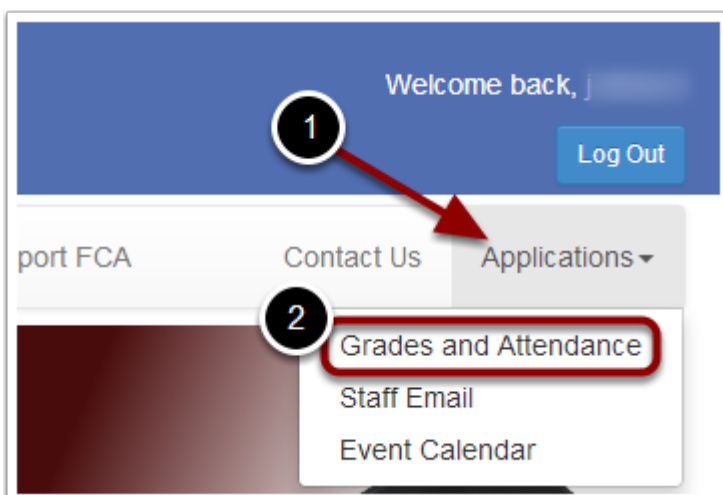 Welcome back, j
1
Log Out
port FCA
Contact Us
Applications
2
Grades and Attendance
Staff Email
Event Calendar